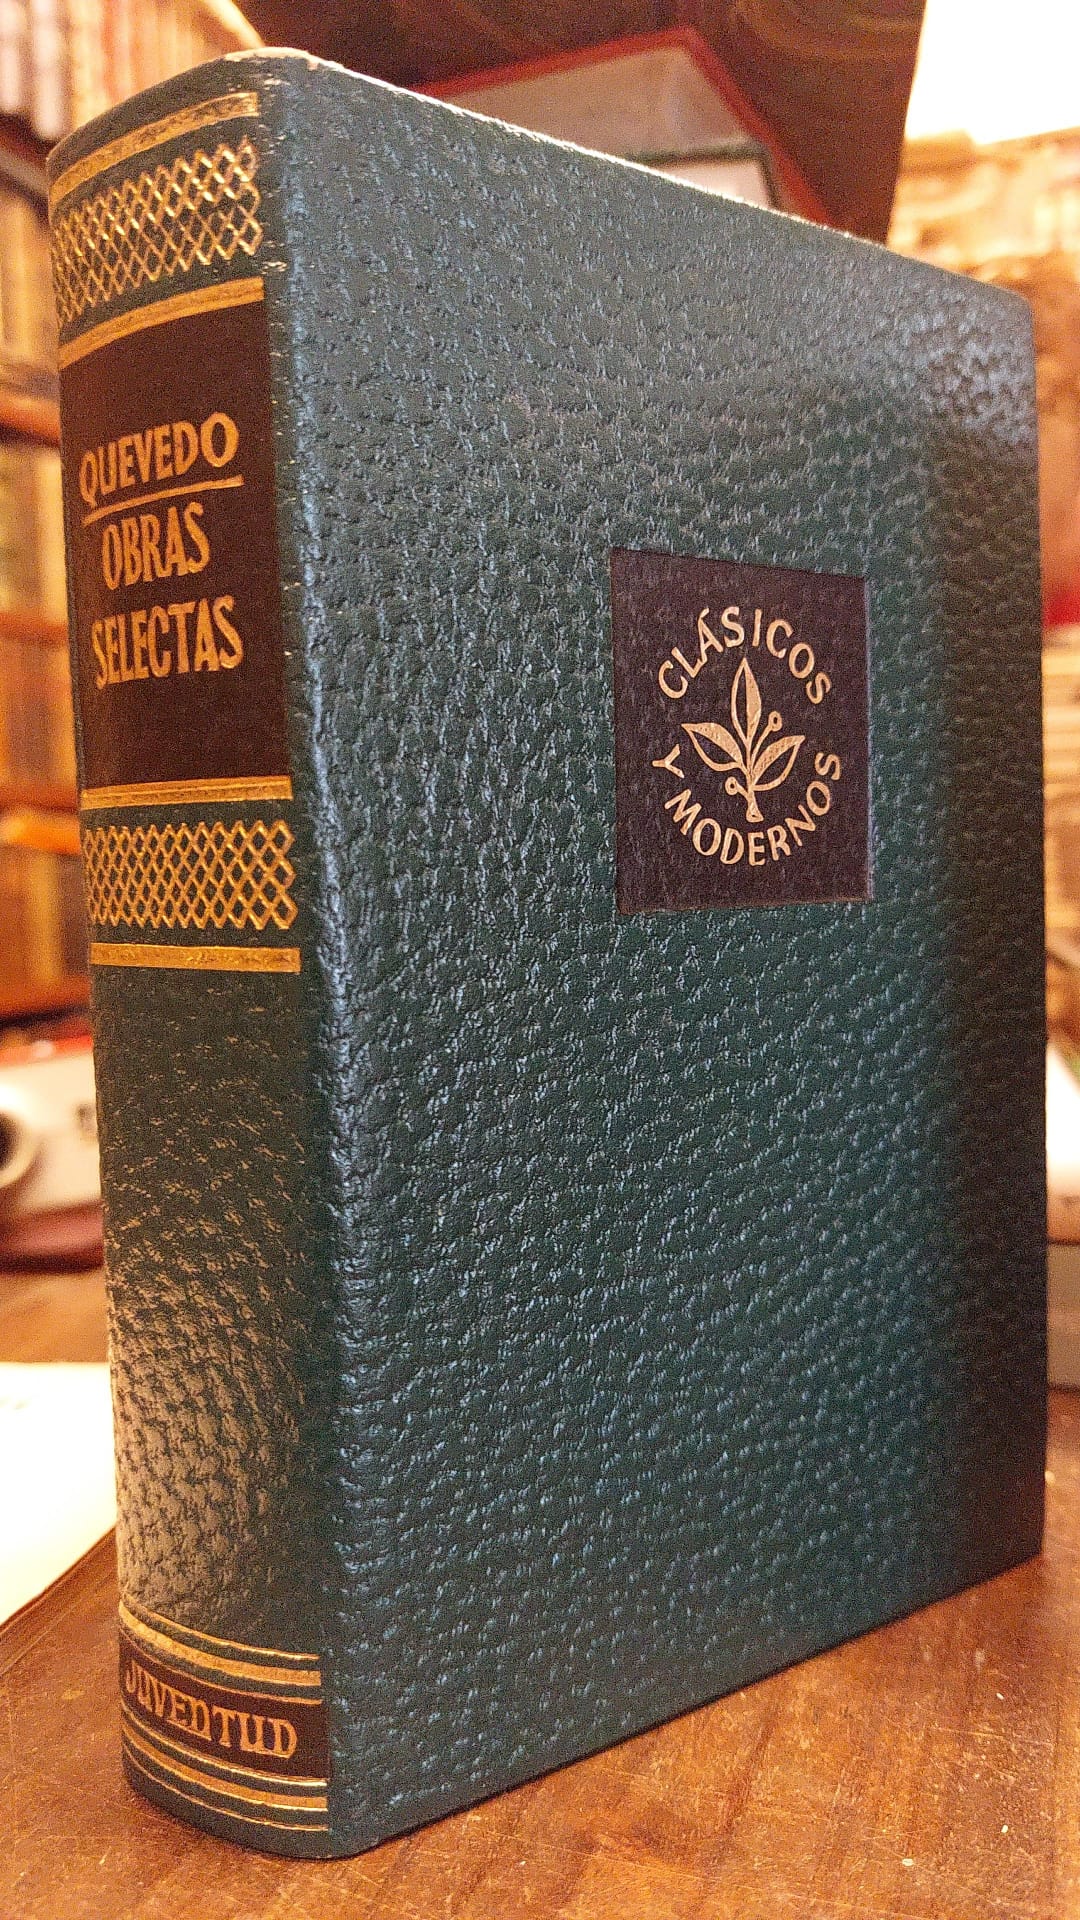 QUEVEDO
OBRAS
SELECTAS
JUVENTUD
CLÁSICOS
Y MODERNOS